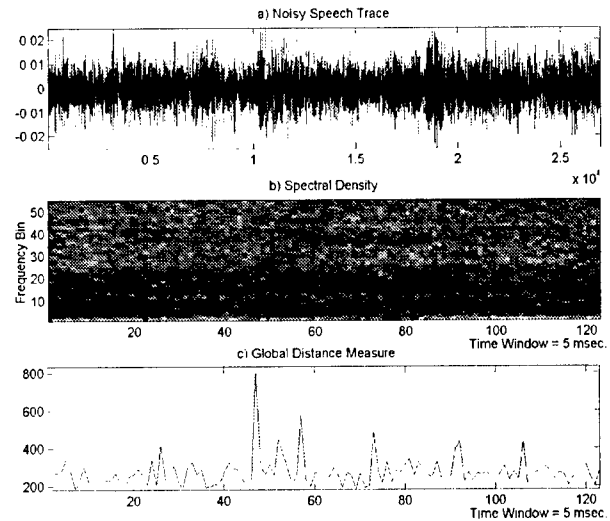 a) Noisy Speech Trace
0 02
0 01
0
-0 01
-0 02
0 5 1 1.5 2 2.5
x 10⁴
b) Spectral Density
50
40
30
20
10
Frequency Bin
20 40 60 80 100 120
Time Window = 5 msec.
c) Global Distance Measure
800
600
400
200
20 40 60 80 100 120
Time Window = 5 msec.